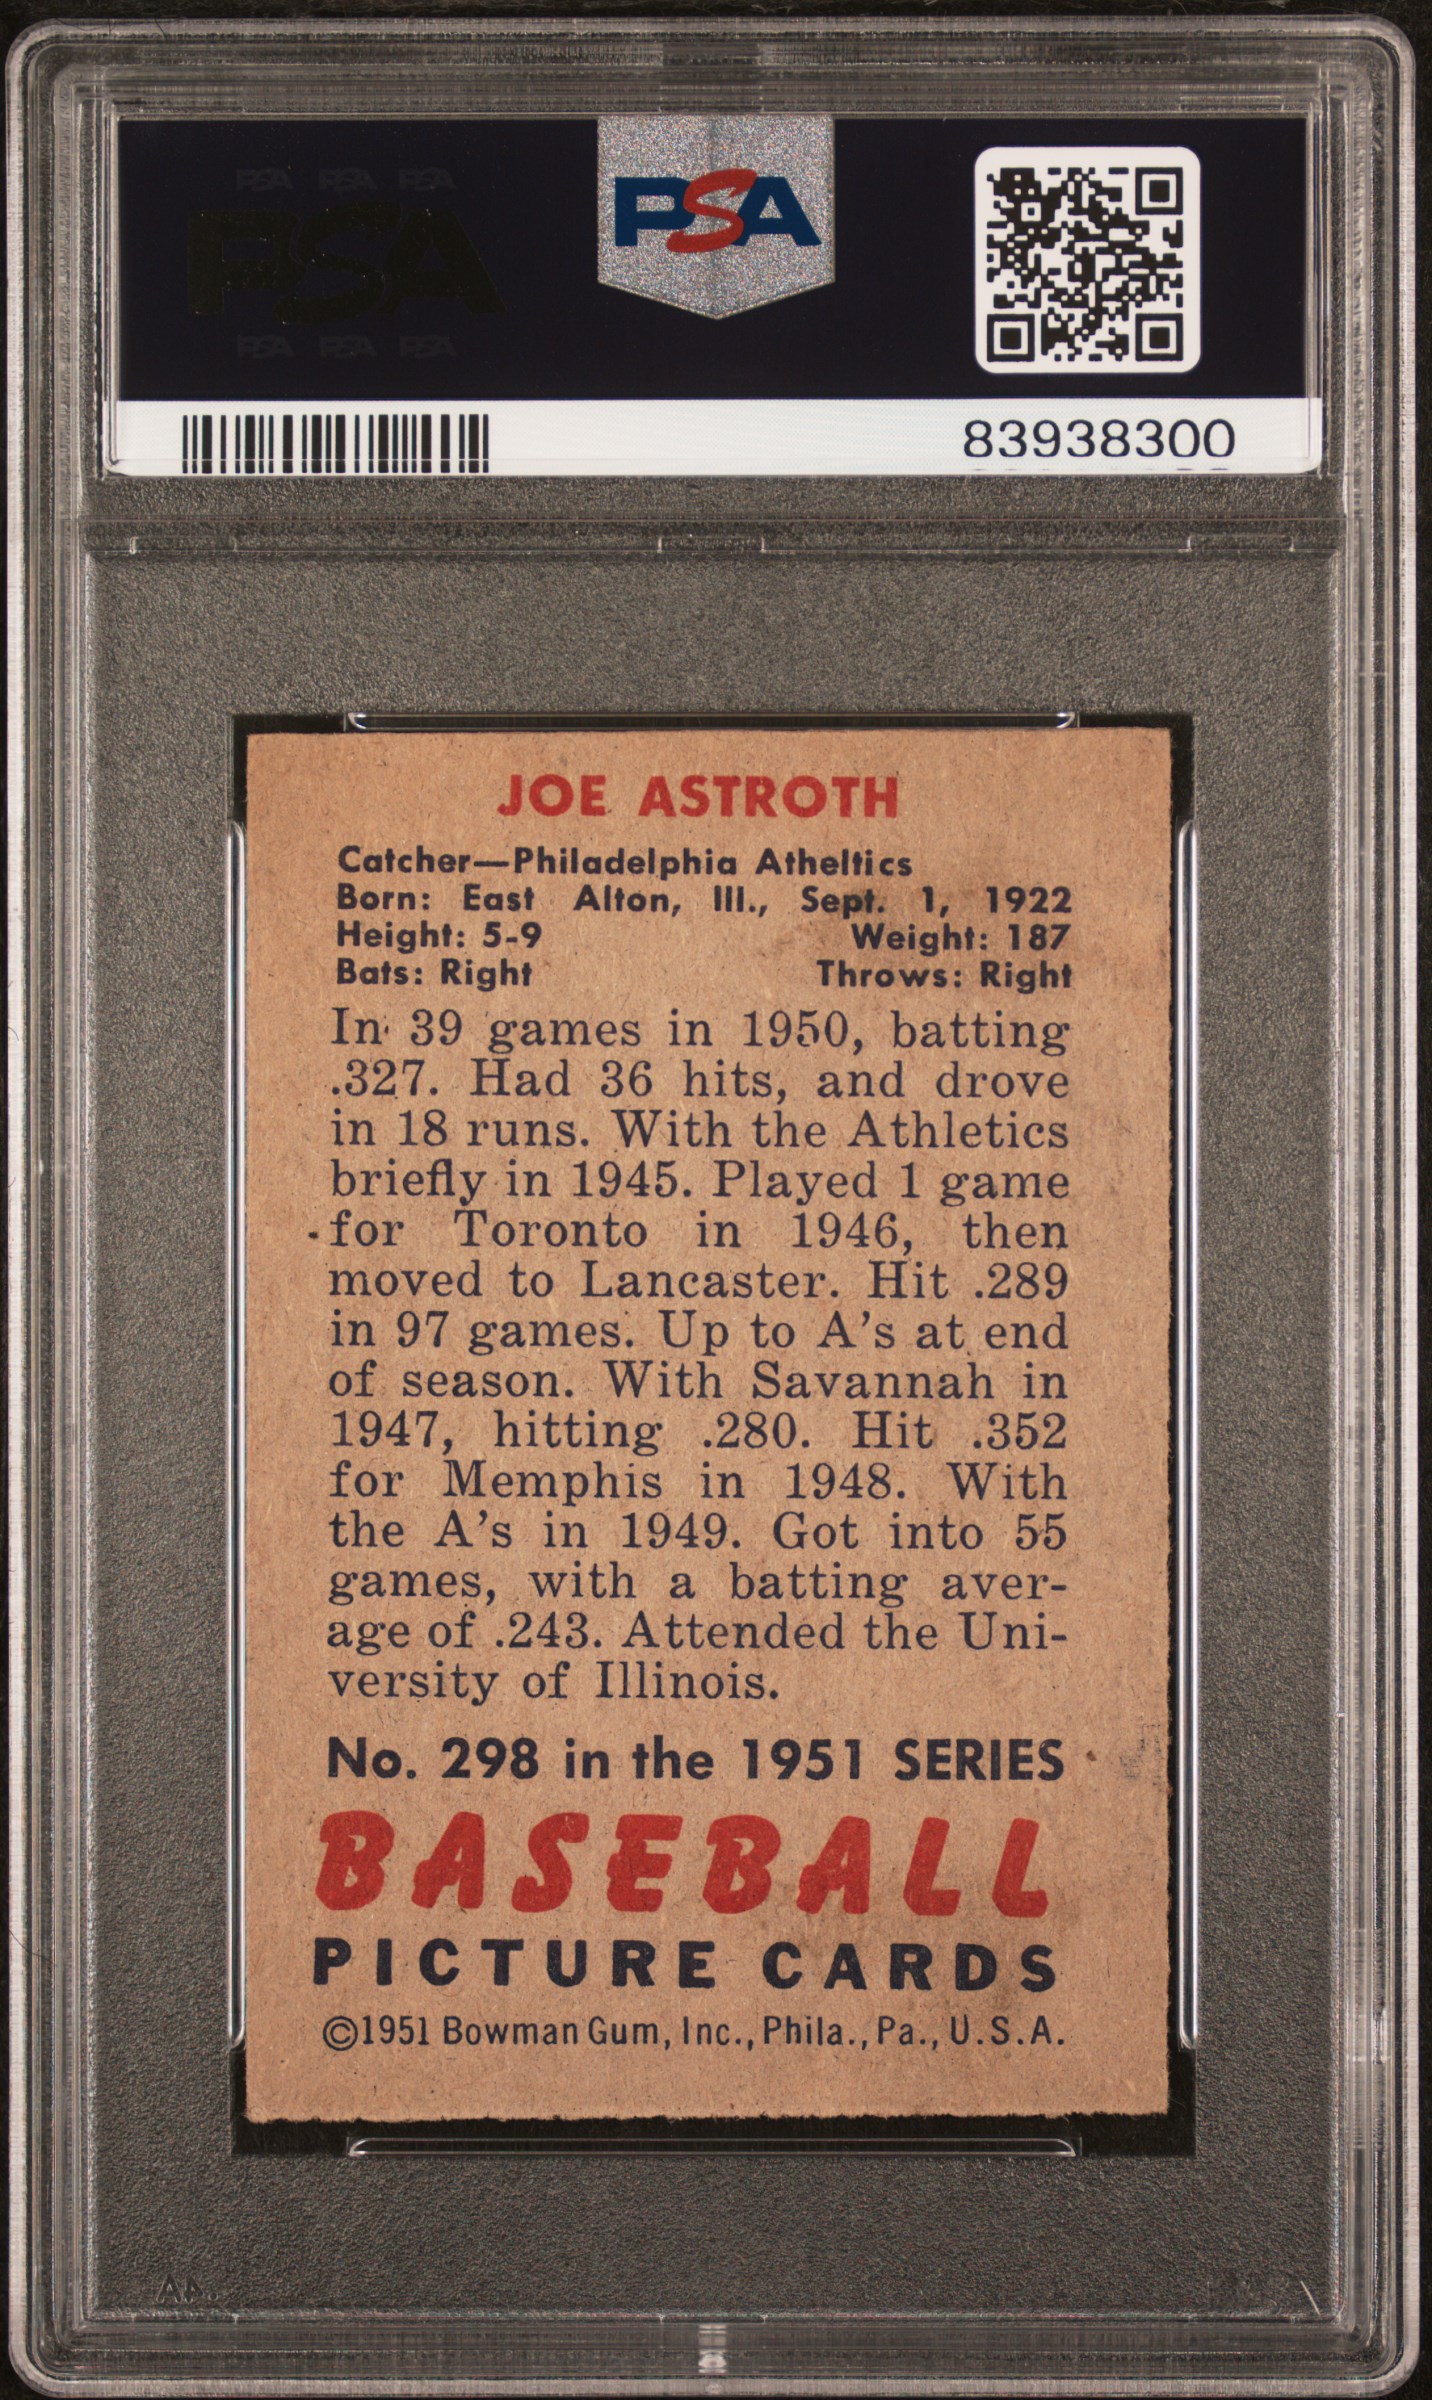 PSA PSA PSA
PSA
PSA
PSA PSA PSA
83938300
JOE ASTROTH
Catcher—Philadelphia Atheltics
Born: East Alton, Ill., Sept. 1, 1922
Height: 5-9 Weight: 187
Bats: Right Throws: Right
In 39 games in 1950, batting
.327. Had 36 hits, and drove
in 18 runs. With the Athletics
briefly in 1945. Played 1 game
for Toronto in 1946, then
moved to Lancaster. Hit .289
in 97 games. Up to A's at end
of season. With Savannah in
1947, hitting .280. Hit .352
for Memphis in 1948. With
the A's in 1949. Got into 55
games, with a batting aver-
age of .243. Attended the Uni-
versity of Illinois.
No. 298 in the 1951 SERIES
BASEBALL
PICTURE CARDS
©1951 Bowman Gum, Inc., Phila., Pa., U.S.A.